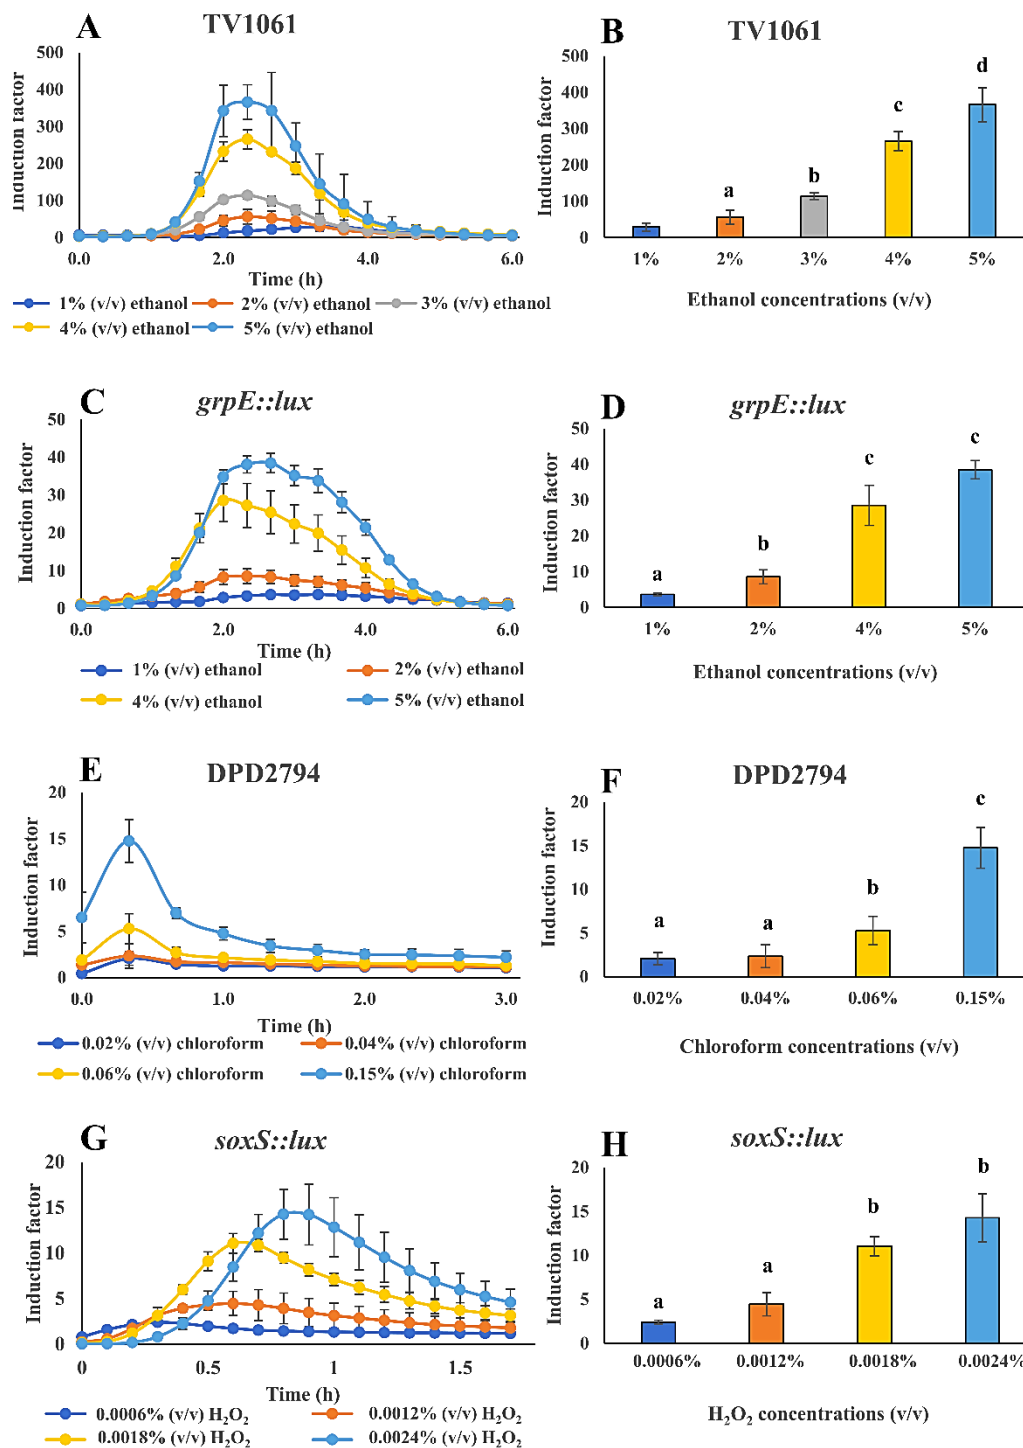 A TV1061
Induction factor
500
400
300
200
100
0
0.0 2.0 4.0 6.0
Time (h)
1% (v/v) ethanol 2% (v/v) ethanol 3% (v/v) ethanol
4% (v/v) ethanol 5% (v/v) ethanol
B TV1061
Induction factor
500
400
300
200
100
0
a b c d
1% 2% 3% 4% 5%
Ethanol concentrations (v/v)
C grpE::lux
Induction factor
50
40
30
20
10
0
0.0 2.0 4.0 6.0
Time (h)
1% (v/v) ethanol 2% (v/v) ethanol
4% (v/v) ethanol 5% (v/v) ethanol
D grpE::lux
Induction factor
50
40
30
20
10
0
a b c c
1% 2% 4% 5%
Ethanol concentrations (v/v)
E DPD2794
Induction factor
20
15
10
5
0
0.0 1.0 2.0 3.0
Time (h)
0.02% (v/v) chloroform 0.04% (v/v) chloroform
0.06% (v/v) chloroform 0.15% (v/v) chloroform
F DPD2794
Induction factor
20
15
10
5
0
a a b c
0.02% 0.04% 0.06% 0.15%
Chloroform concentrations (v/v)
G soxS::lux
Induction factor
20
15
10
5
0
0 0.5 1 1.5
Time (h)
0.0006% (v/v) H₂O₂ 0.0012% (v/v) H₂O₂
0.0018% (v/v) H₂O₂ 0.0024% (v/v) H₂O₂
H soxS::lux
Induction factor
20
15
10
5
0
a a b b
0.0006% 0.0012% 0.0018% 0.0024%
H₂O₂ concentrations (v/v)